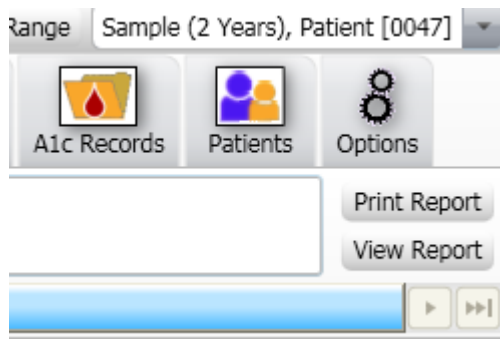 Range Sample (2 Years), Patient [0047]
A1c Records Patients Options
Print Report
View Report